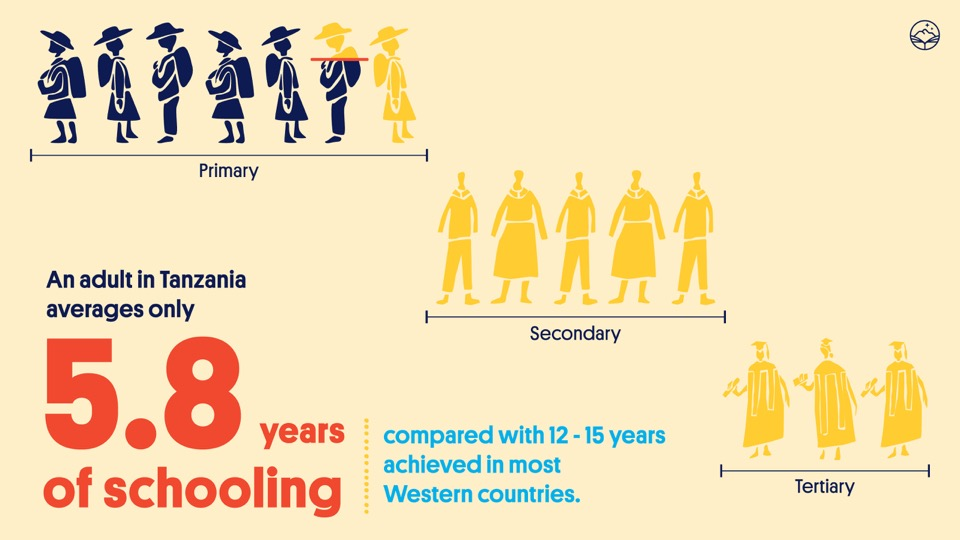 Primary
Secondary
Tertiary
An adult in Tanzania
averages only
5.8 years
of schooling
compared with 12 - 15 years
achieved in most
Western countries.